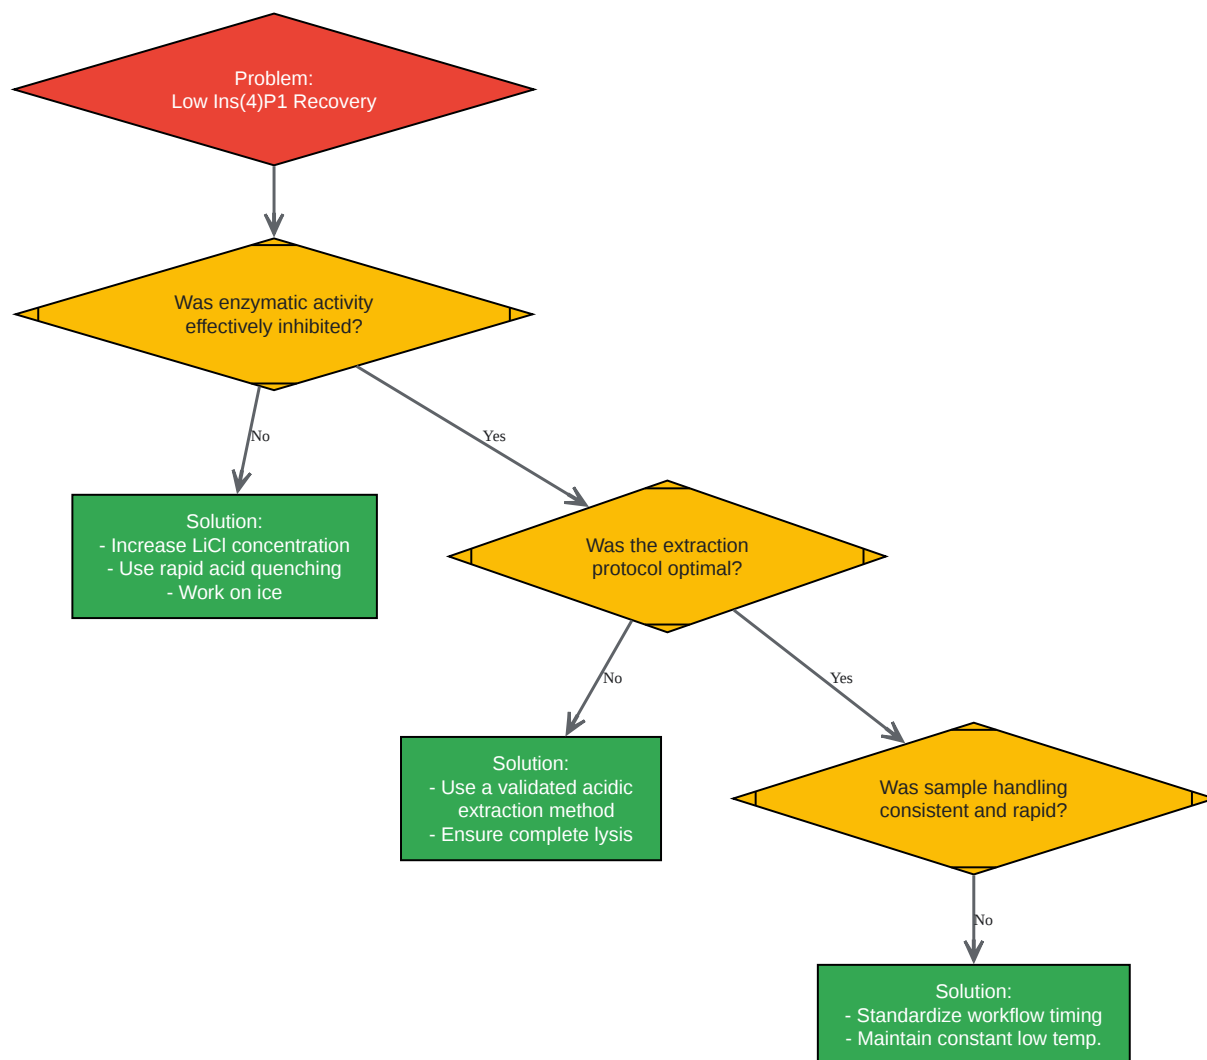 Problem:
Low Ins(4)P1 Recovery
Was enzymatic activity
effectively inhibited?
No
Yes
Solution:
- Increase LiCl concentration
- Use rapid acid quenching
- Work on ice
Was the extraction
protocol optimal?
No
Yes
Solution:
- Use a validated acidic
extraction method
- Ensure complete lysis
Was sample handling
consistent and rapid?
No
Solution:
- Standardize workflow timing
- Maintain constant low temp.